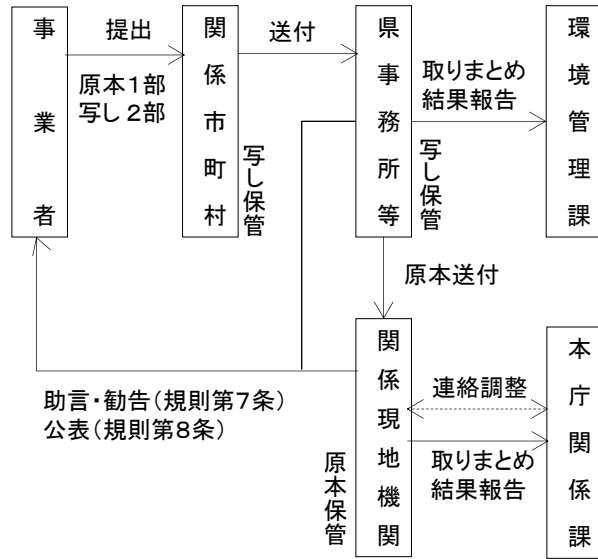 事業者
提出
原本1部
写し2部
関係市町村
写し保管
送付
県事務所等
写し保管
取りまとめ
結果報告
環境管理課
原本送付
助言・勧告(規則第7条)
公表(規則第8条)
関係現地機関
原本保管
連絡調整
取りまとめ
結果報告
本庁関係課